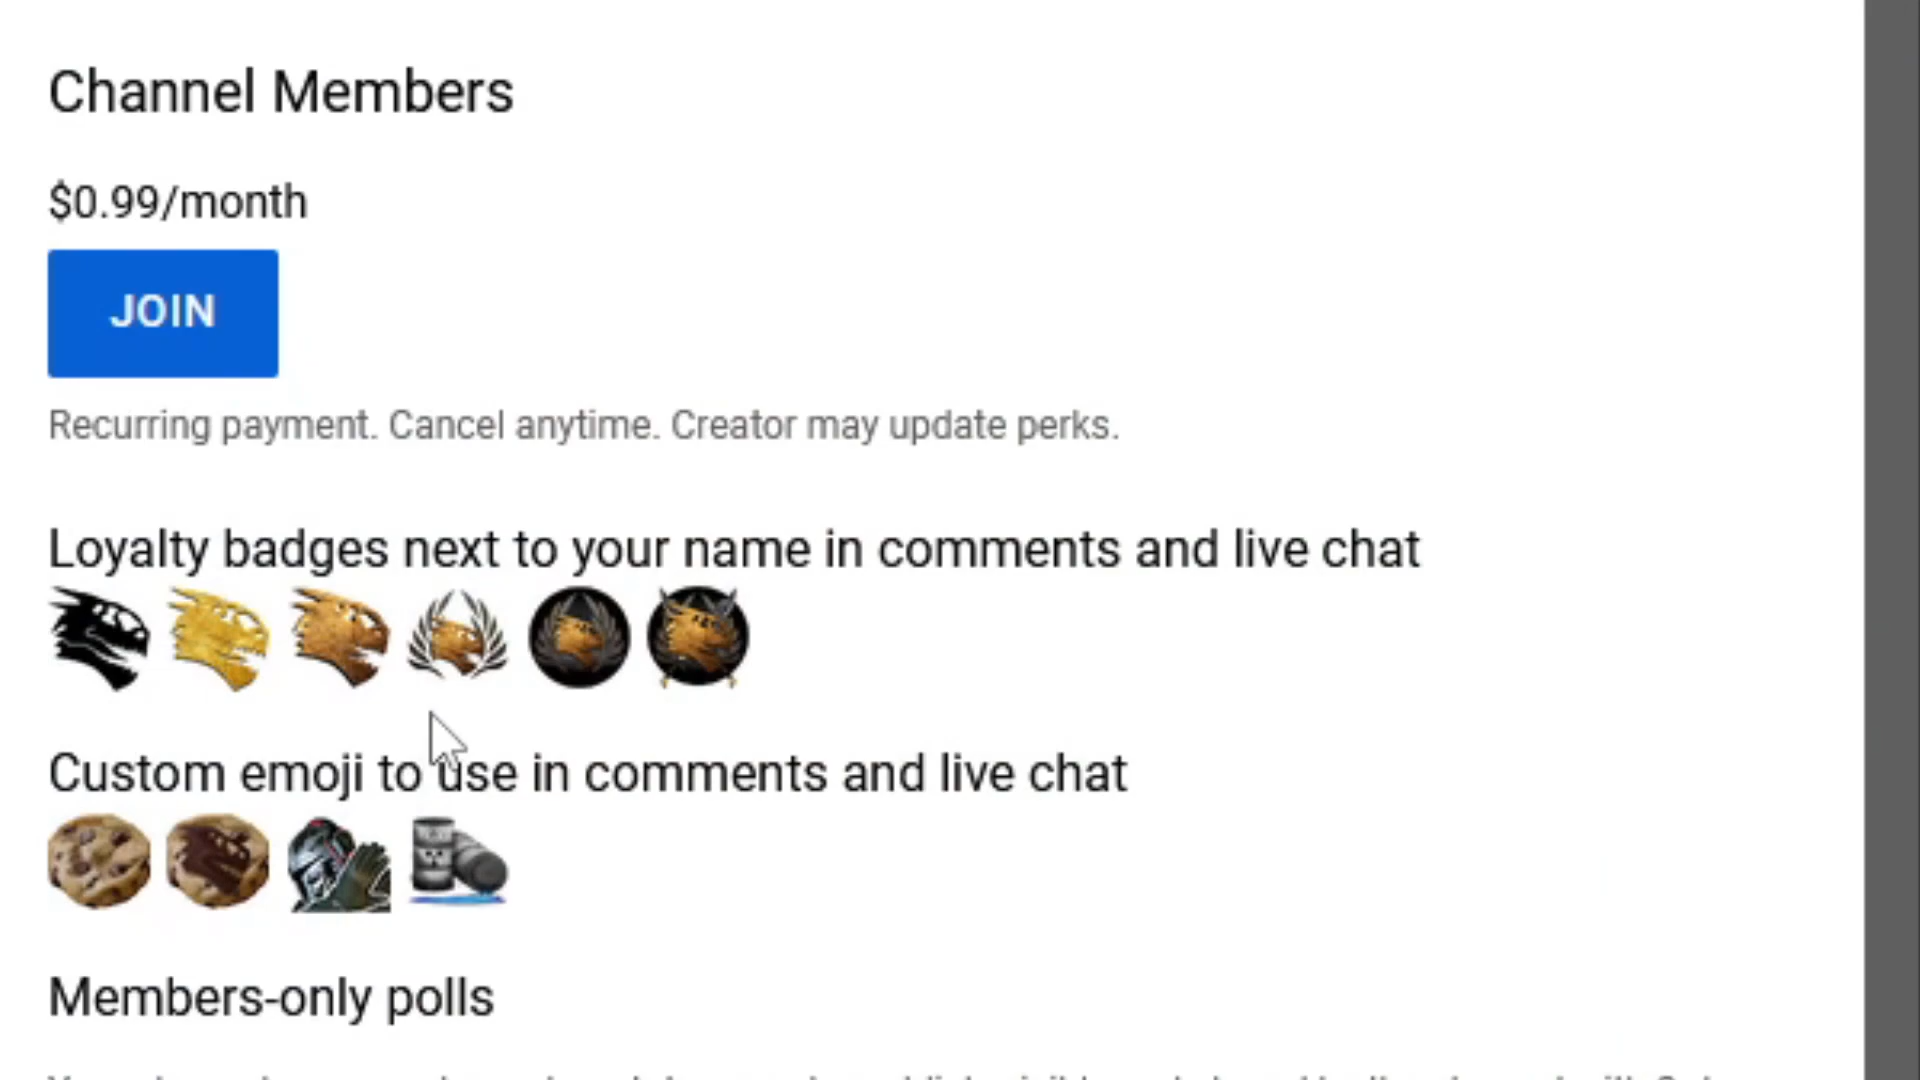 Channel Members
$0.99/month
JOIN
Recurring payment. Cancel anytime. Creator may update perks.
Loyalty badges next to your name in comments and live chat
Custom emoji to use in comments and live chat
Members-only polls